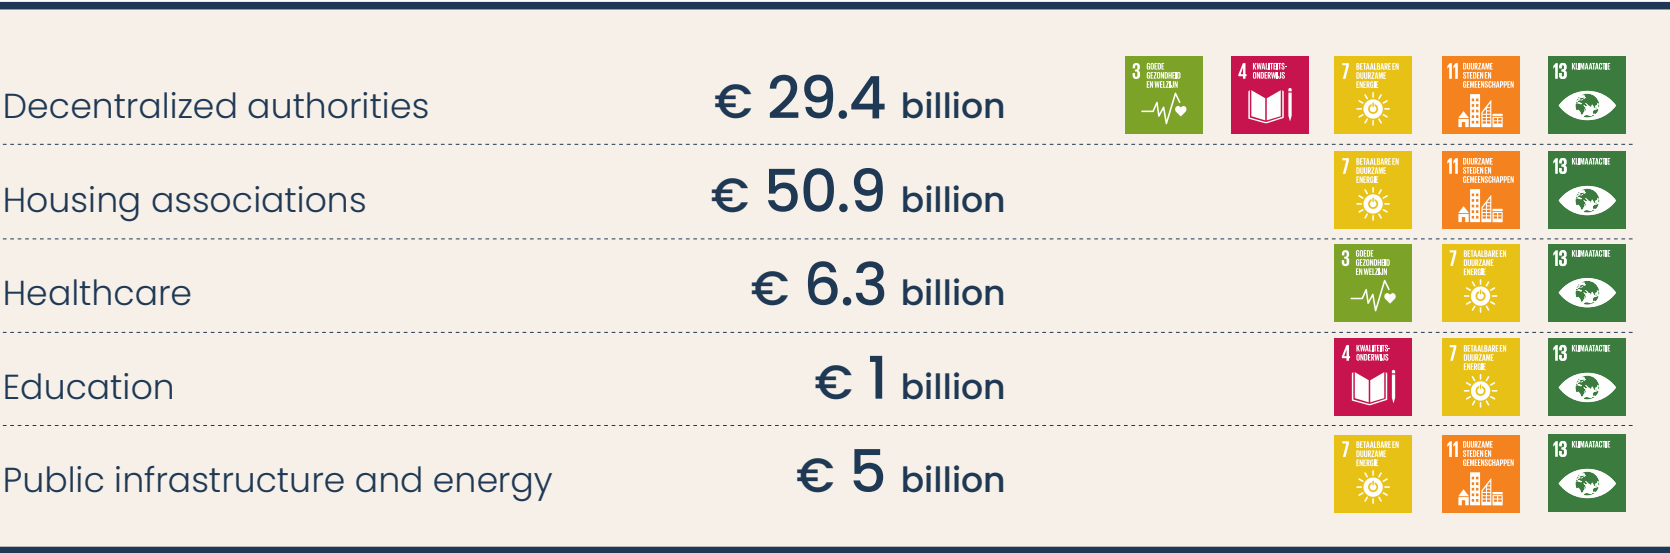 Decentralized authorities € 29.4 billion
3 GOEDE
GEZONDHEID
EN WELZIJN
4 KWALITEITS-
ONDERWIJS
7 BETAALBARE EN
DUURZAME
ENERGIE
11 DUURZAME
STEDEN EN
GEMEENSCHAPPEN
13 KLIMAATACTIE
Housing associations € 50.9 billion
7 BETAALBARE EN
DUURZAME
ENERGIE
11 DUURZAME
STEDEN EN
GEMEENSCHAPPEN
13 KLIMAATACTIE
Healthcare € 6.3 billion
3 GOEDE
GEZONDHEID
EN WELZIJN
7 BETAALBARE EN
DUURZAME
ENERGIE
13 KLIMAATACTIE
Education € 1 billion
4 KWALITEITS-
ONDERWIJS
7 BETAALBARE EN
DUURZAME
ENERGIE
13 KLIMAATACTIE
Public infrastructure and energy € 5 billion
7 BETAALBARE EN
DUURZAME
ENERGIE
11 DUURZAME
STEDEN EN
GEMEENSCHAPPEN
13 KLIMAATACTIE